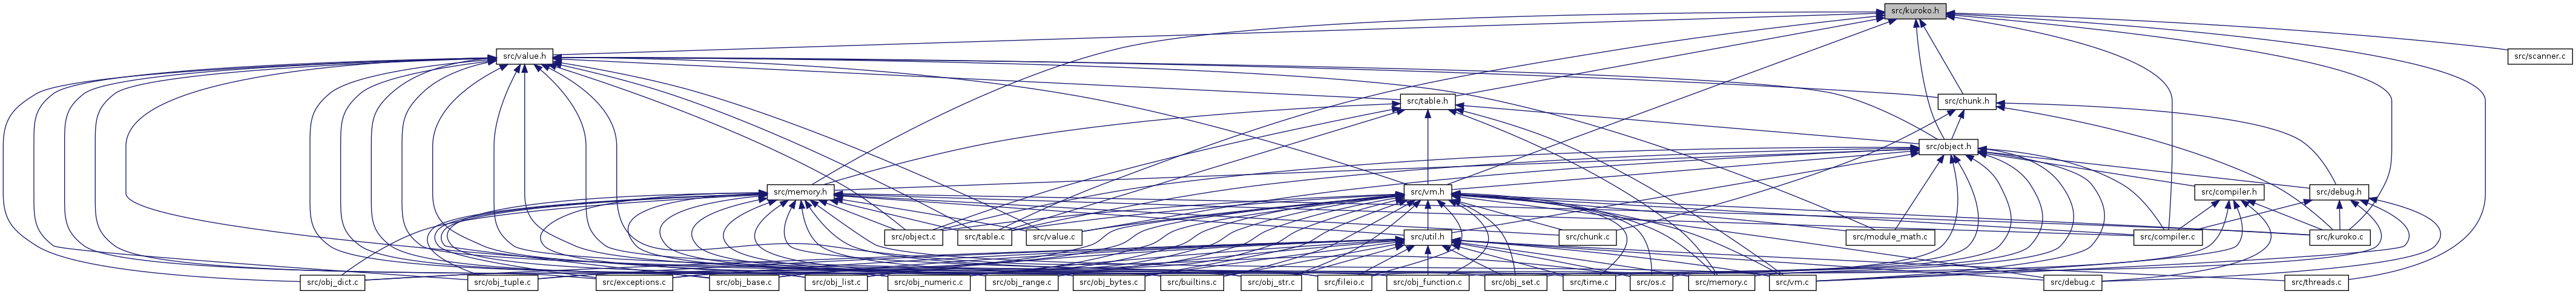 src/kuroko.h
src/value.h
src/scanner.c
src/table.h
src/chunk.h
src/object.h
src/memory.h
src/vm.h
src/compiler.h
src/debug.h
src/object.c
src/table.c
src/value.c
src/util.h
src/chunk.c
src/module_math.c
src/compiler.c
src/kuroko.c
src/obj_dict.c
src/obj_tuple.c
src/exceptions.c
src/obj_base.c
src/obj_list.c
src/obj_numeric.c
src/obj_range.c
src/obj_bytes.c
src/builtins.c
src/obj_str.c
src/fileio.c
src/obj_function.c
src/obj_set.c
src/time.c
src/os.c
src/memory.c
src/vm.c
src/debug.c
src/threads.c